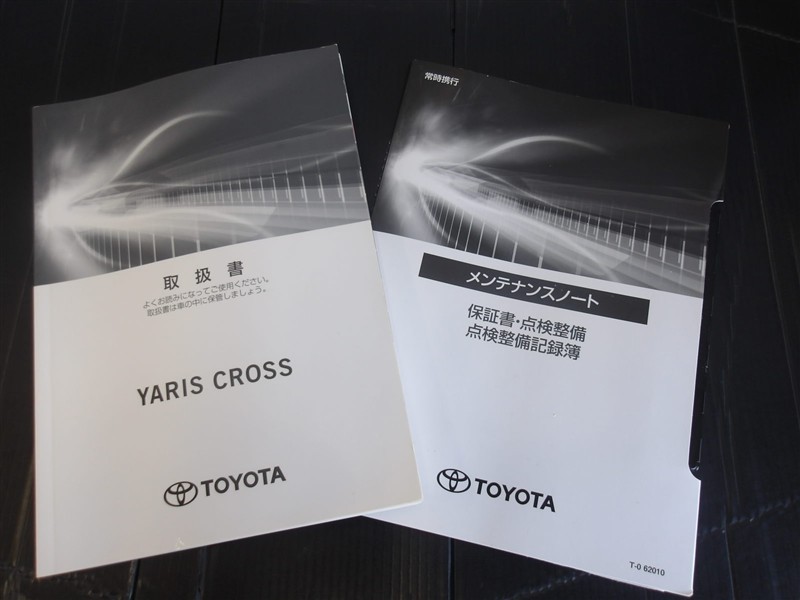 取扱書
よくお読みになってご使用ください。
取扱書は車の中に保管しましょう。
YARIS CROSS
TOYOTA
常時携行
メンテナンスノート
保証書・点検整備
点検整備記録簿
TOYOTA
T-0 62010